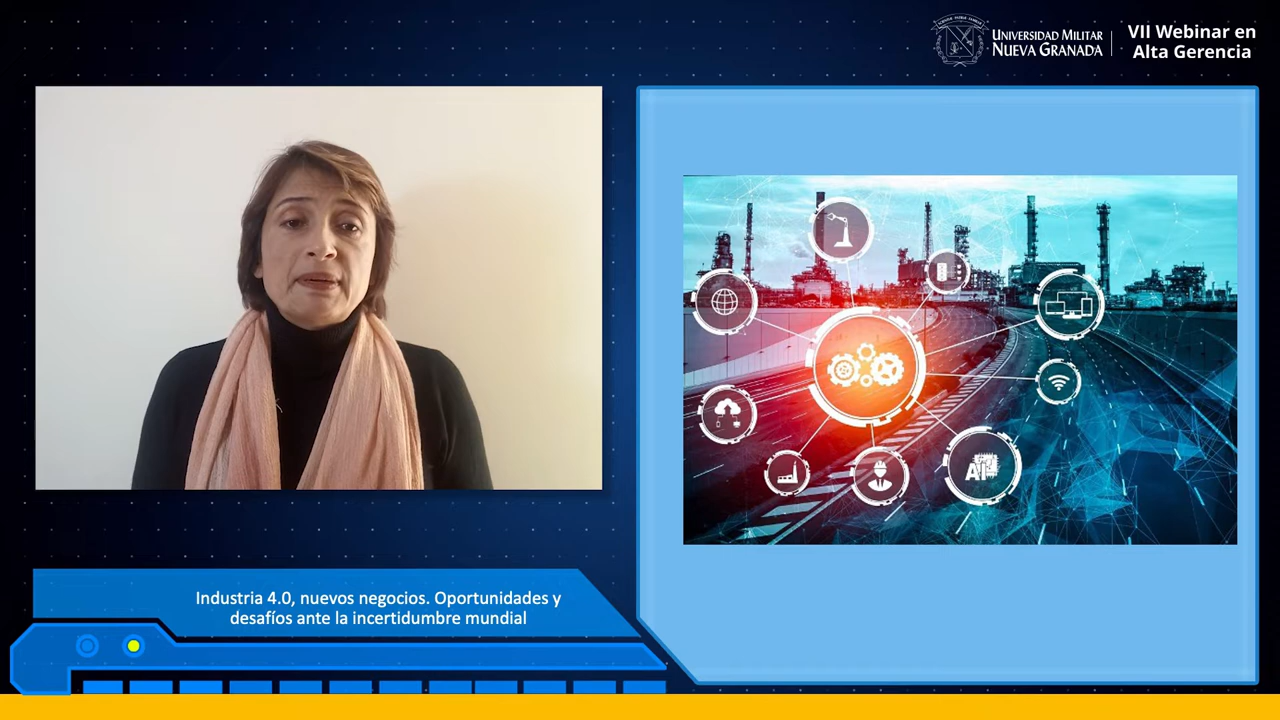 UNIVERSIDAD MILITAR
NUEVA GRANADA
VII Webinar en
Alta Gerencia
AI
Industria 4.0, nuevos negocios. Oportunidades y
desafíos ante la incertidumbre mundial